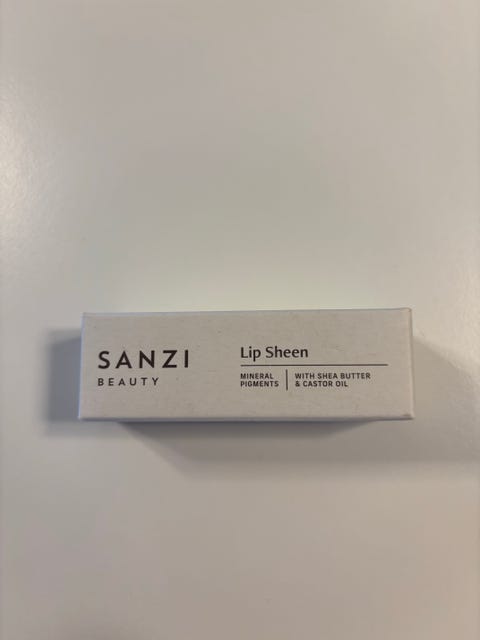 SANZI
BEAUTY
Lip Sheen
MINERAL
PIGMENTS
WITH SHEA BUTTER
& CASTOR OIL